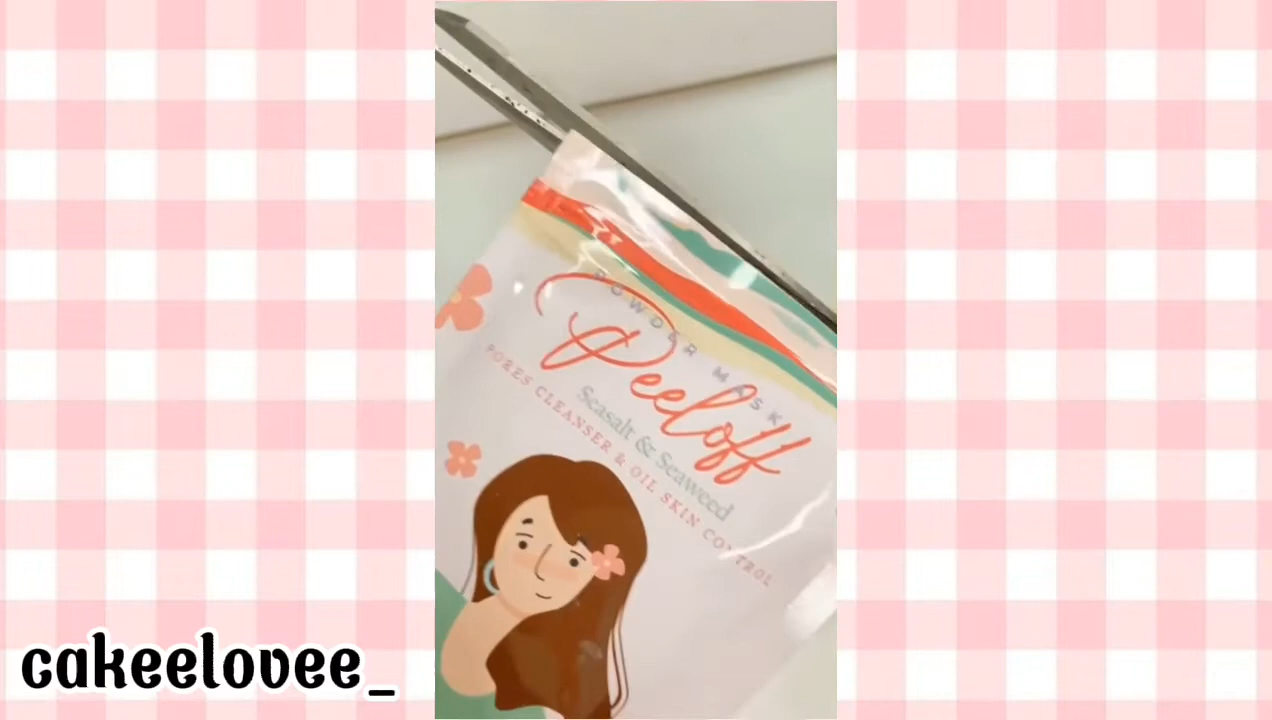 POWDER MASK
Peeloff
Seasalt & Seaweed
PORES CLEANSER & OIL SKIN CONTROL
cakeelovee_